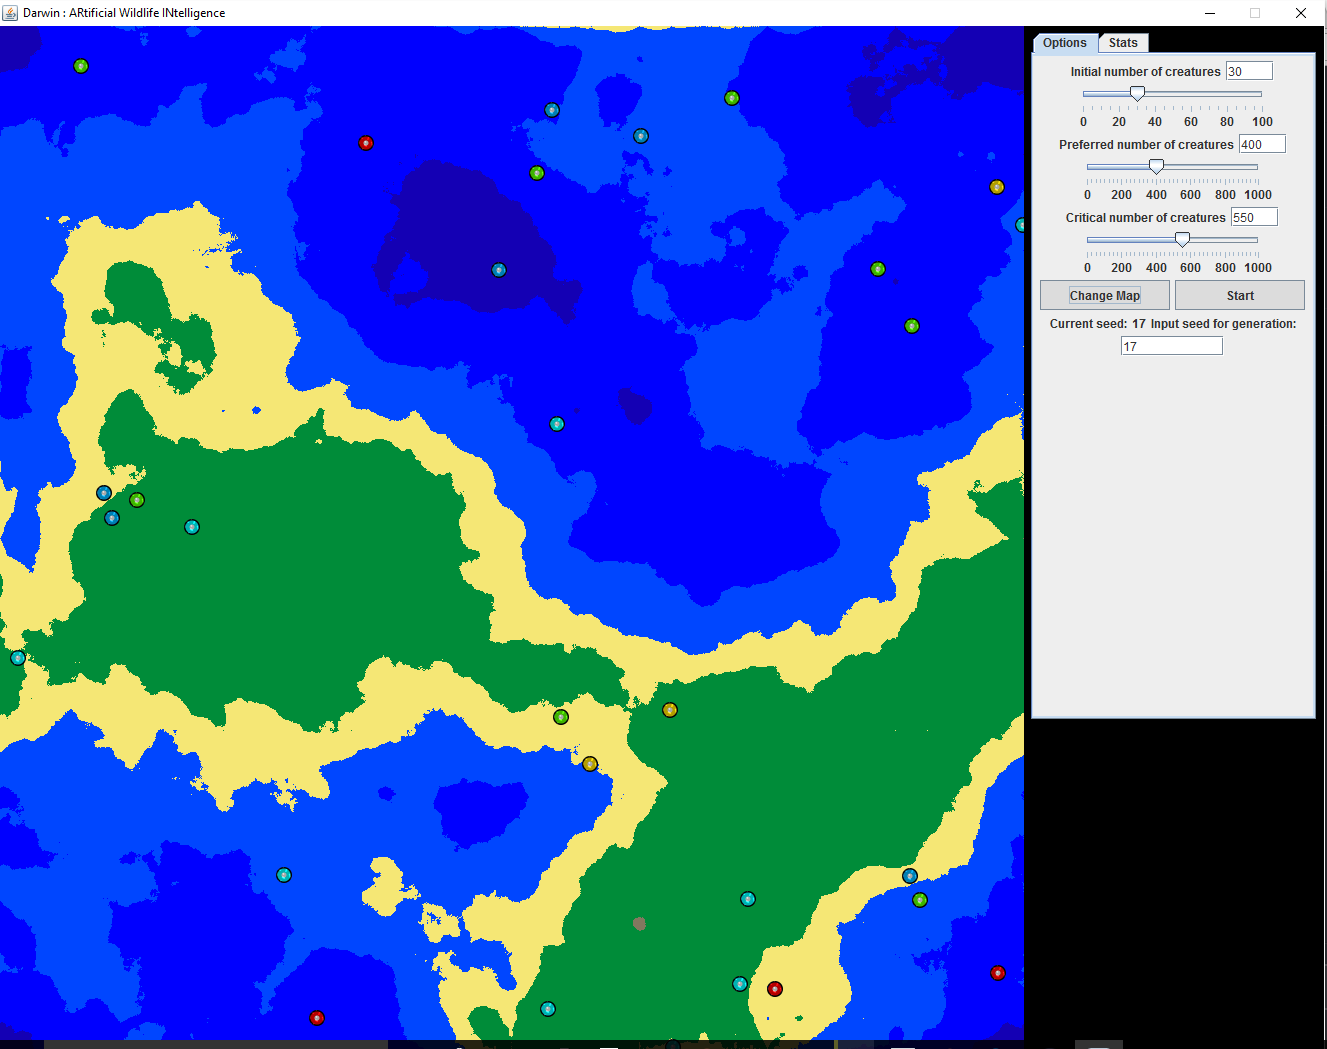 Darwin : ARtificial Wildlife INtelligence
Options Stats
Initial number of creatures 30
0 20 40 60 80 100
Preferred number of creatures 400
0 200 400 600 800 1000
Critical number of creatures 550
0 200 400 600 800 1000
Change Map Start
Current seed: 17 Input seed for generation:
17